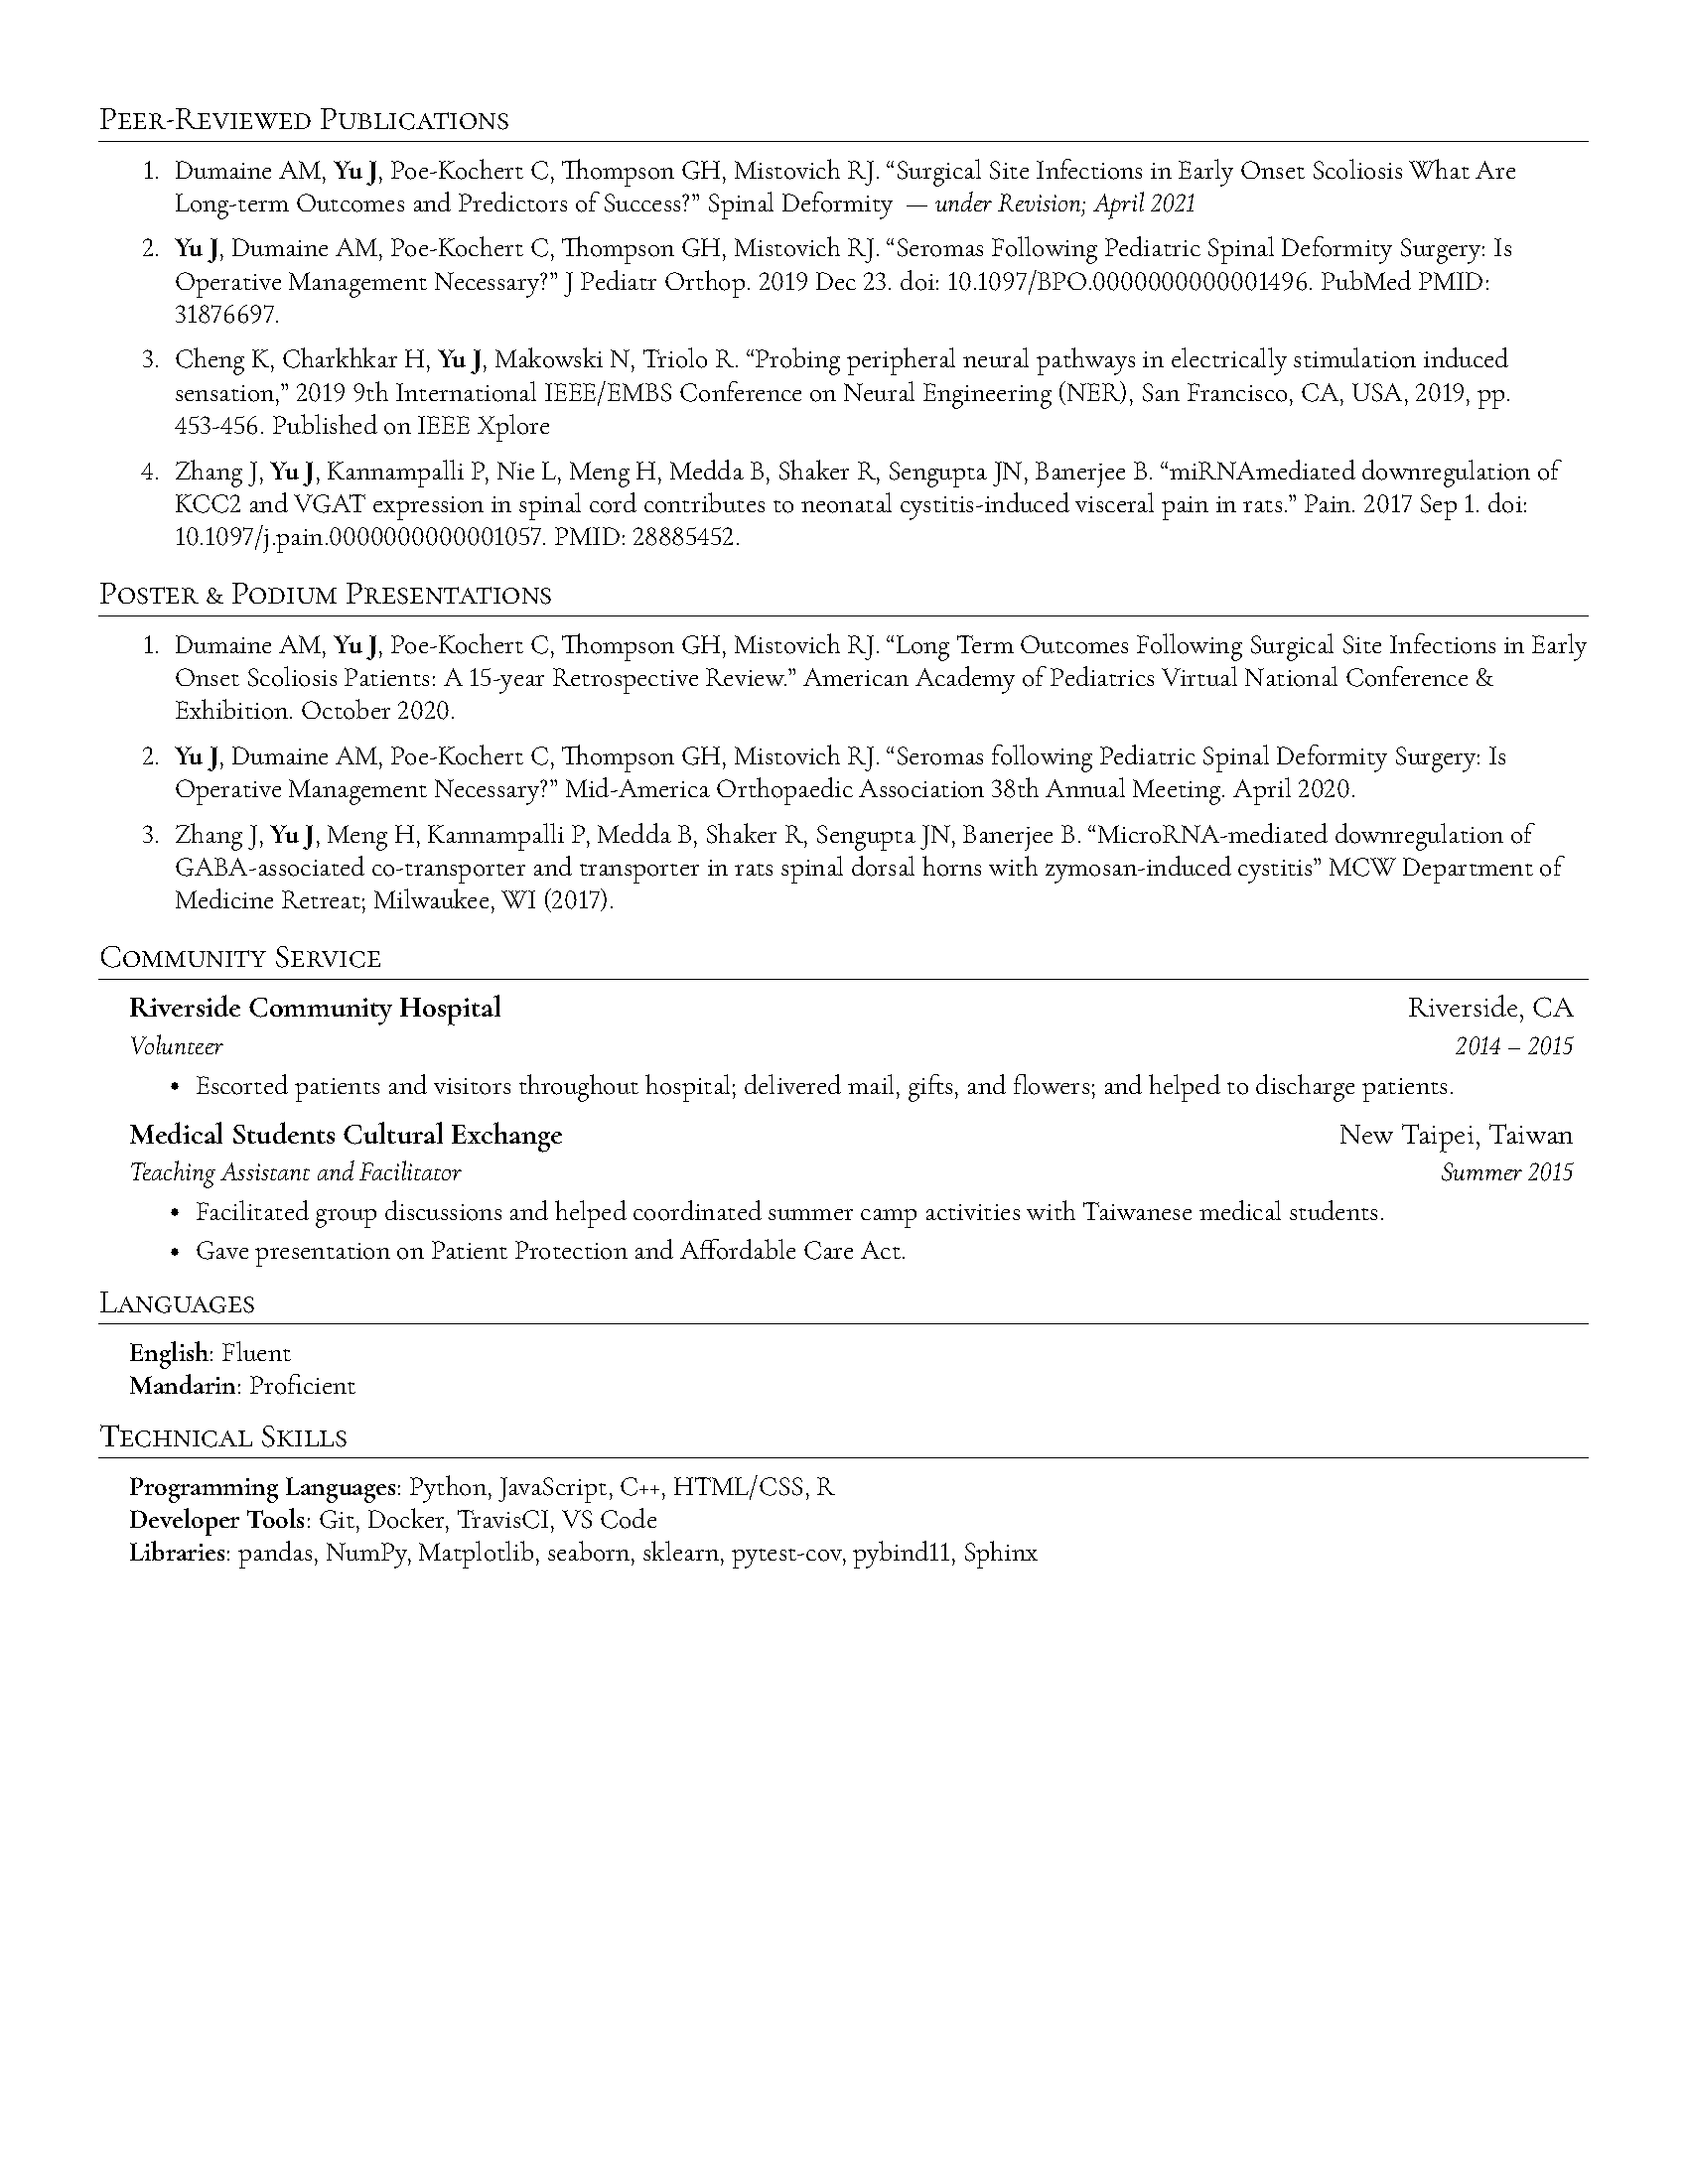 Peer-Reviewed Publications
1. Dumaine AM, Yu J, Poe-Kochert C, Thompson GH, Mistovich RJ. “Surgical Site Infections in Early Onset Scoliosis What Are
Long-term Outcomes and Predictors of Success?” Spinal Deformity — under Revision; April 2021
2. Yu J, Dumaine AM, Poe-Kochert C, Thompson GH, Mistovich RJ. “Seromas Following Pediatric Spinal Deformity Surgery: Is
Operative Management Necessary?” J Pediatr Orthop. 2019 Dec 23. doi: 10.1097/BPO.0000000000001496. PubMed PMID:
31876697.
3. Cheng K, Charkhkar H, Yu J, Makowski N, Triolo R. “Probing peripheral neural pathways in electrically stimulation induced
sensation,” 2019 9th International IEEE/EMBS Conference on Neural Engineering (NER), San Francisco, CA, USA, 2019, pp.
453-456. Published on IEEE Xplore
4. Zhang J, Yu J, Kannampalli P, Nie L, Meng H, Medda B, Shaker R, Sengupta JN, Banerjee B. “miRNAmediated downregulation of
KCC2 and VGAT expression in spinal cord contributes to neonatal cystitis-induced visceral pain in rats.” Pain. 2017 Sep 1. doi:
10.1097/j.pain.0000000000001057. PMID: 28885452.
Poster & Podium Presentations
1. Dumaine AM, Yu J, Poe-Kochert C, Thompson GH, Mistovich RJ. “Long Term Outcomes Following Surgical Site Infections in Early
Onset Scoliosis Patients: A 15-year Retrospective Review.” American Academy of Pediatrics Virtual National Conference &
Exhibition. October 2020.
2. Yu J, Dumaine AM, Poe-Kochert C, Thompson GH, Mistovich RJ. “Seromas following Pediatric Spinal Deformity Surgery: Is
Operative Management Necessary?” Mid-America Orthopaedic Association 38th Annual Meeting. April 2020.
3. Zhang J, Yu J, Meng H, Kannampalli P, Medda B, Shaker R, Sengupta JN, Banerjee B. “MicroRNA-mediated downregulation of
GABA-associated co-transporter and transporter in rats spinal dorsal horns with zymosan-induced cystitis” MCW Department of
Medicine Retreat; Milwaukee, WI (2017).
Community Service
Riverside Community Hospital Riverside, CA
Volunteer 2014 – 2015
• Escorted patients and visitors throughout hospital; delivered mail, gifts, and flowers; and helped to discharge patients.
Medical Students Cultural Exchange New Taipei, Taiwan
Teaching Assistant and Facilitator Summer 2015
• Facilitated group discussions and helped coordinated summer camp activities with Taiwanese medical students.
• Gave presentation on Patient Protection and Affordable Care Act.
Languages
English: Fluent
Mandarin: Proficient
Technical Skills
Programming Languages: Python, JavaScript, C++, HTML/CSS, R
Developer Tools: Git, Docker, TravisCI, VS Code
Libraries: pandas, NumPy, Matplotlib, seaborn, sklearn, pytest-cov, pybind11, Sphinx